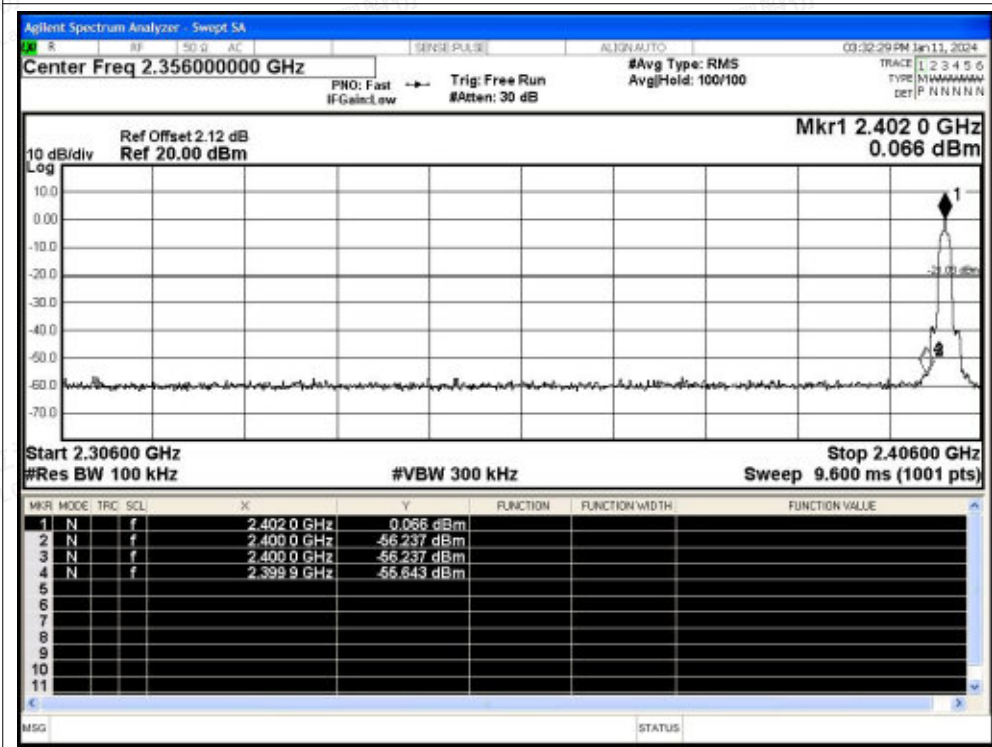 Agilent Spectrum Analyzer - Swept SA
R RF 50 Ω AC SENSE:PULSE ALIGN AUTO 03:32:29 PM Jan 11, 2024
Center Freq 2.356000000 GHz
PNO: Fast
IFGain:Low
Trig: Free Run
#Atten: 30 dB
#Avg Type: RMS
Avg|Hold: 100/100
TRACE 1 2 3 4 5 6
TYPE M
DET P N N N N N
Mkr1 2.402 0 GHz
0.066 dBm
Ref Offset 2.12 dB
10 dB/div Ref 20.00 dBm
Log
10.0
0.00
-10.0
-20.0
-30.0
-40.0
-50.0
-60.0
-70.0
1
Start 2.30600 GHz Stop 2.40600 GHz
#Res BW 100 kHz #VBW 300 kHz Sweep 9.600 ms (1001 pts)
MKR MODE TRC SCL X Y FUNCTION FUNCTION WIDTH FUNCTION VALUE
1 N f 2.402 0 GHz 0.066 dBm
2 N f 2.400 0 GHz -56.237 dBm
3 N f 2.400 0 GHz -56.237 dBm
4 N f 2.399 9 GHz -55.643 dBm
5
6
7
8
9
10
11
MSG STATUS